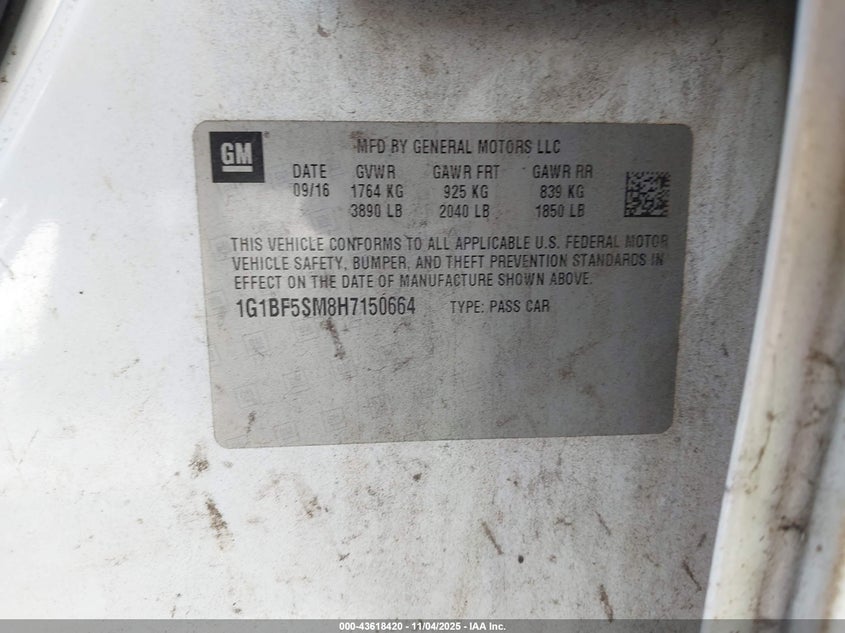 GM
MFD BY GENERAL MOTORS LLC
DATE GVWR GAWR FRT GAWR RR
09/16 1764 KG 925 KG 839 KG
3890 LB 2040 LB 1850 LB
THIS VEHICLE CONFORMS TO ALL APPLICABLE U.S. FEDERAL MOTOR
VEHICLE SAFETY, BUMPER, AND THEFT PREVENTION STANDARDS IN
EFFECT ON THE DATE OF MANUFACTURE SHOWN ABOVE.
1G1BF5SM8H7150664 TYPE: PASS CAR
000-43618420 - 11/04/2025 - IAA Inc.